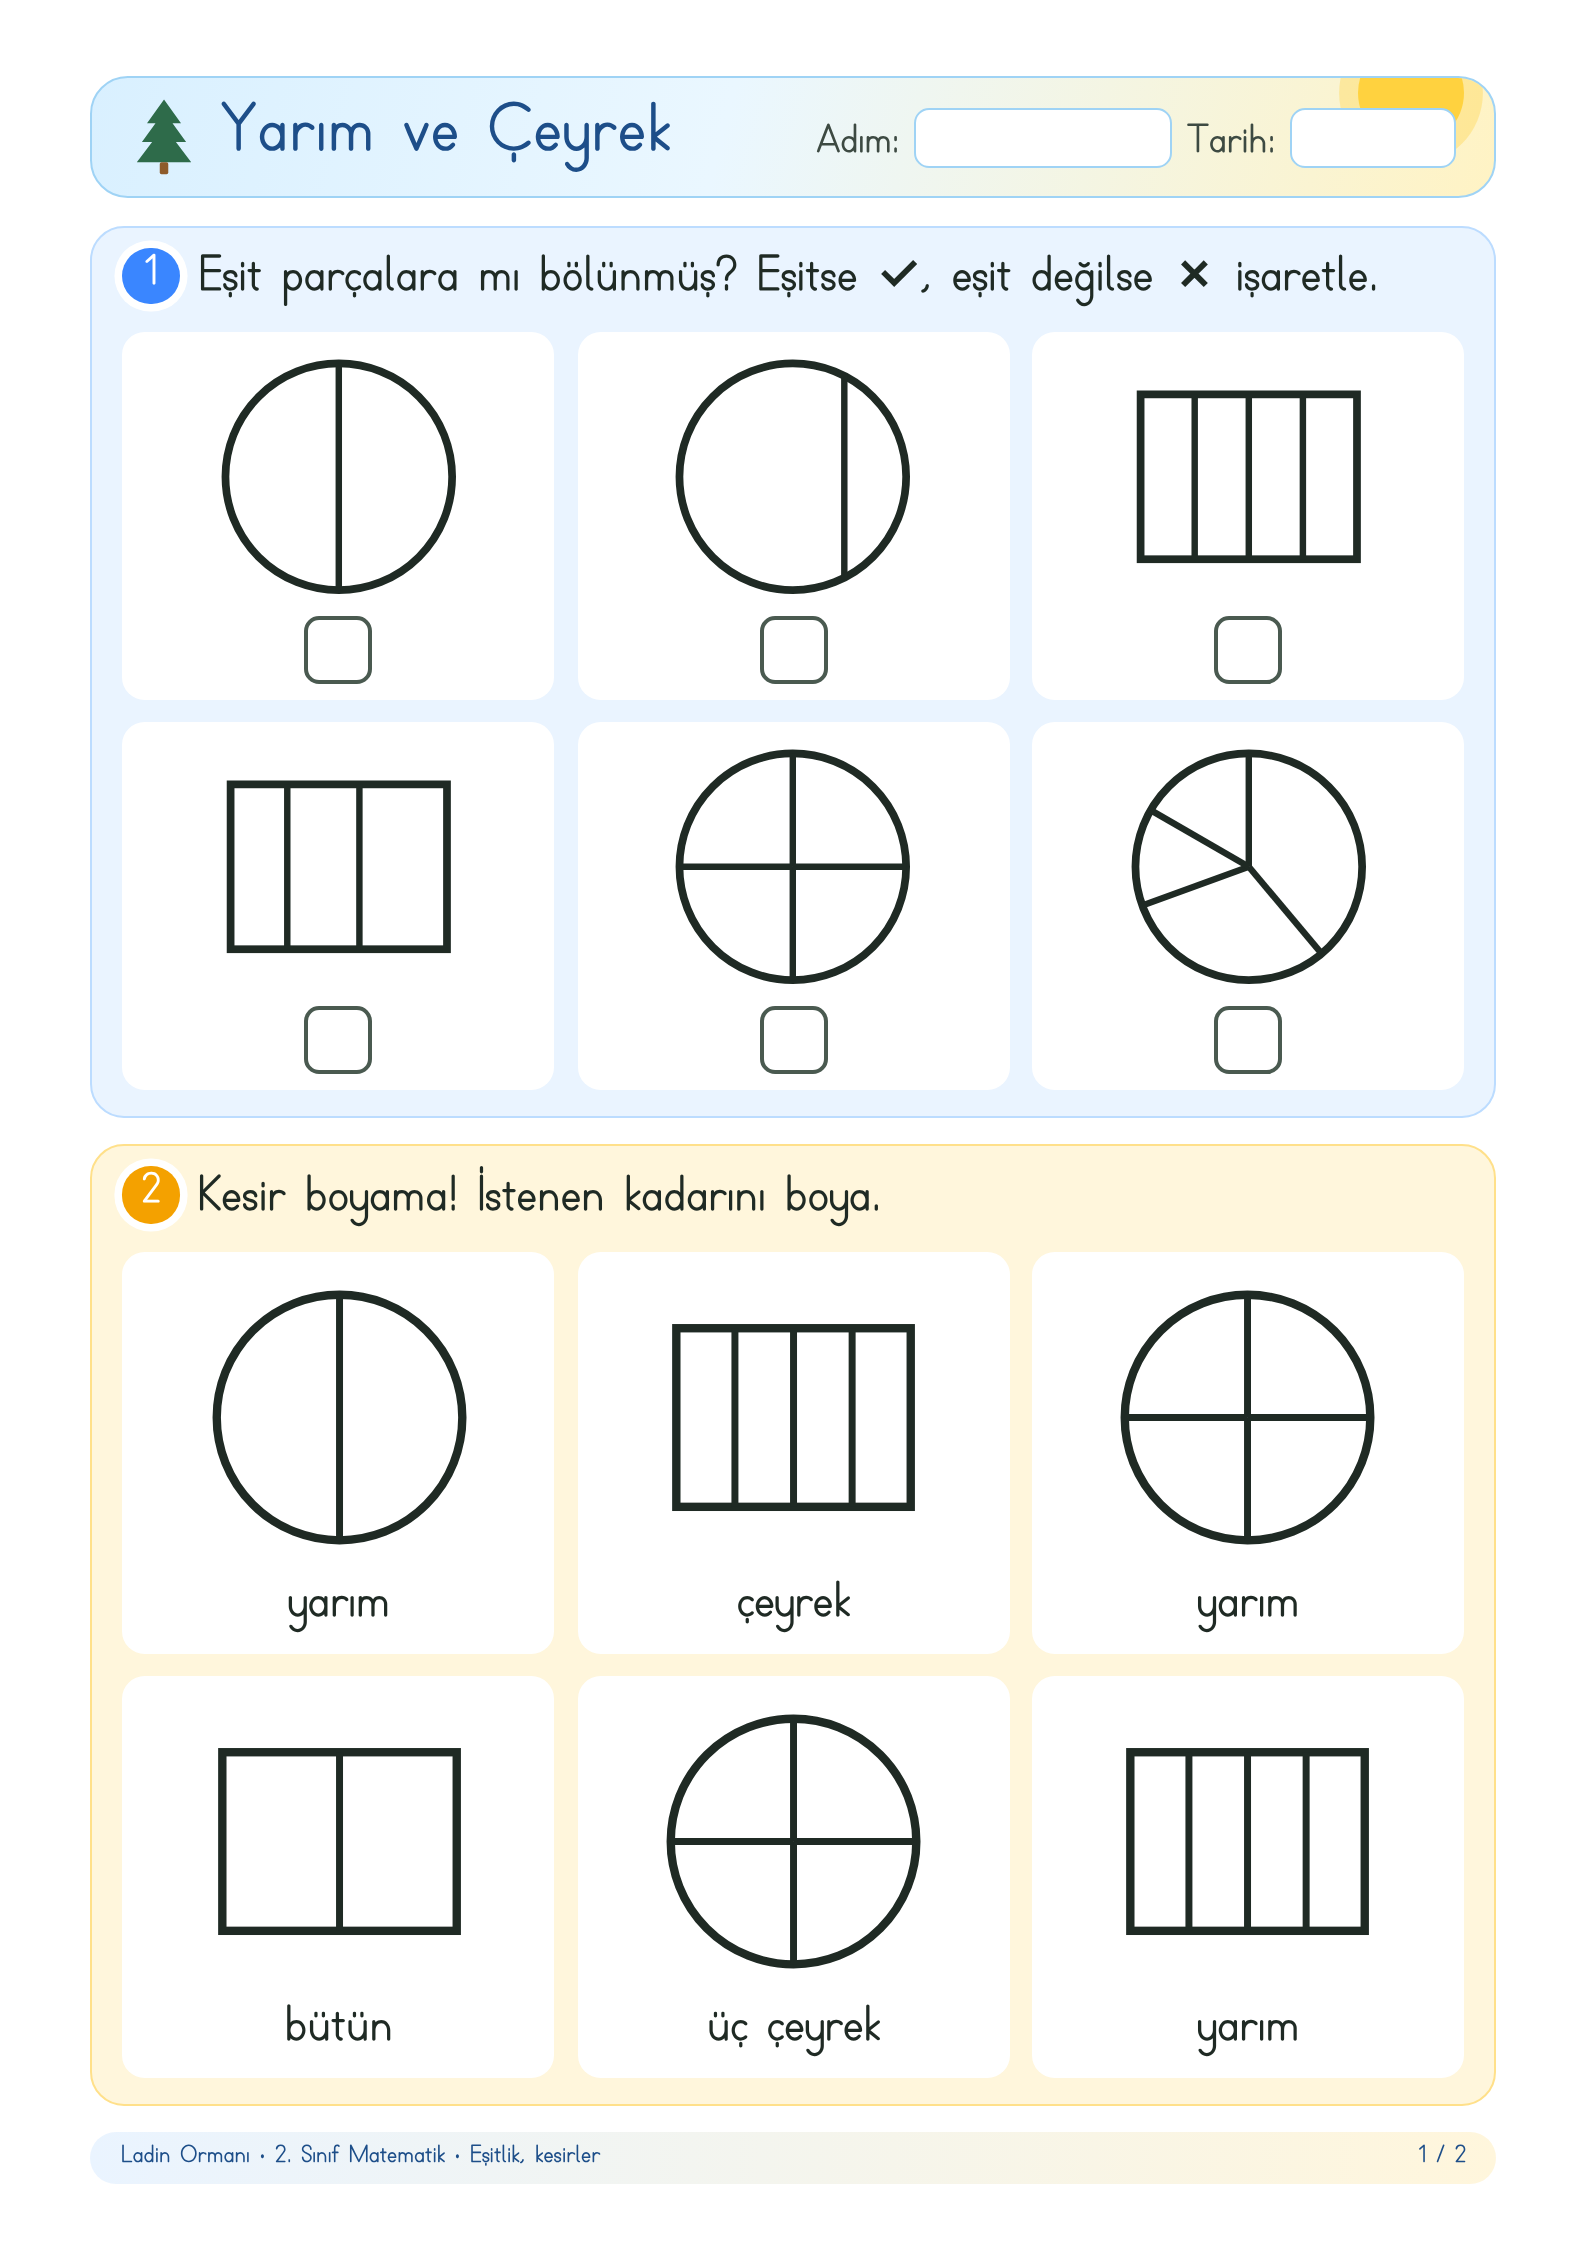 Yarım ve Çeyrek
Adım:
Tarih:
1 Eşit parçalara mı bölünmüş? Eşitse ✓, eşit değilse ✖ işaretle.
2 Kesir boyama! İstenen kadarını boya.
yarım
çeyrek
yarım
bütün
üç çeyrek
yarım
Ladin Ormanı • 2. Sınıf Matematik • Eşitlik, kesirler
1 / 2